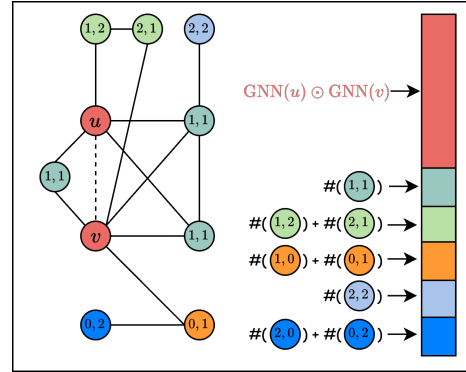 1, 2 2, 1 2, 2
u 1, 1
GNN(u) ⊙ GNN(v)
1, 1
#(1, 1)
v 1, 1
#(1, 2) + #(2, 1)
#(1, 0) + #(0, 1)
#(2, 2)
0, 2 0, 1
#(2, 0) + #(0, 2)